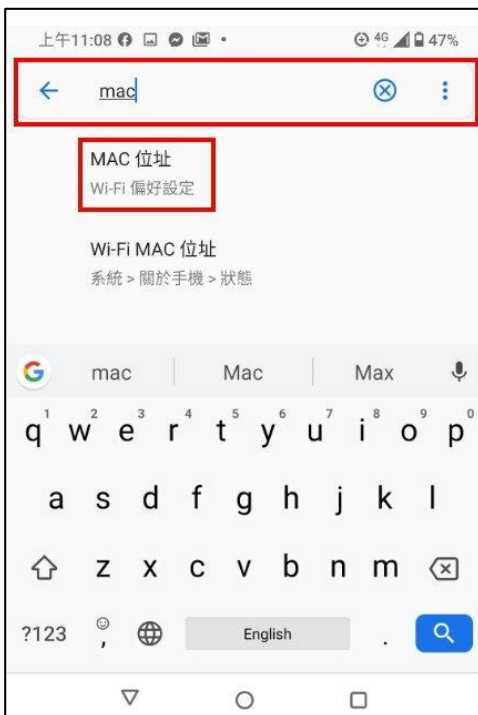 上午11:08 4G 47%
mac
MAC 位址
Wi-Fi 偏好設定
Wi-Fi MAC 位址
系統 > 關於手機 > 狀態
G mac Mac Max
1 2 3 4 5 6 7 8 9 0
q w e r t y u i o p
a s d f g h j k l
z x c v b n m
?123 , English .